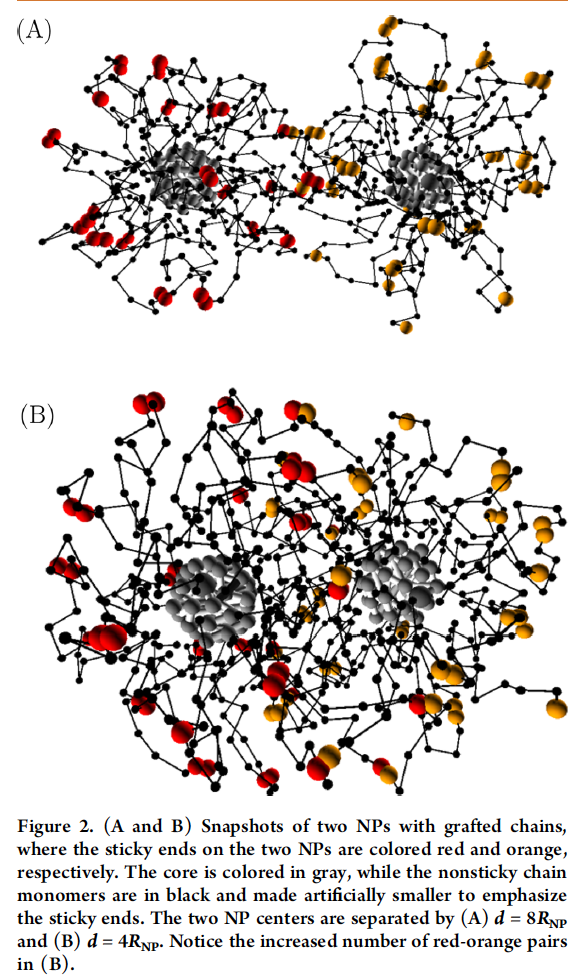 (A)
(B)
Figure 2. (A and B) Snapshots of two NPs with grafted chains,
where the sticky ends on the two NPs are colored red and orange,
respectively. The core is colored in gray, while the nonsticky chain
monomers are in black and made artificially smaller to emphasize
the sticky ends. The two NP centers are separated by (A) d = 8R_NP
and (B) d = 4R_NP. Notice the increased number of red-orange pairs
in (B).